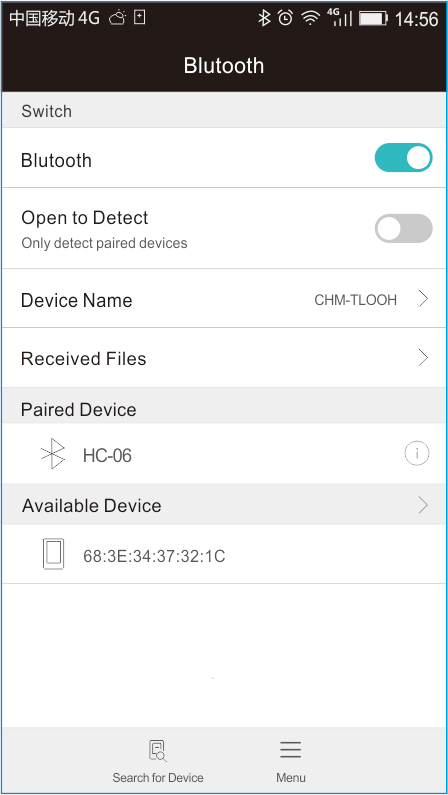 中国移动 4G 4G 14:56
Blutooth
Switch
Blutooth
Open to Detect
Only detect paired devices
Device Name CHM-TLOOH
Received Files
Paired Device
HC-06
Available Device
68:3E:34:37:32:1C
Search for Device Menu